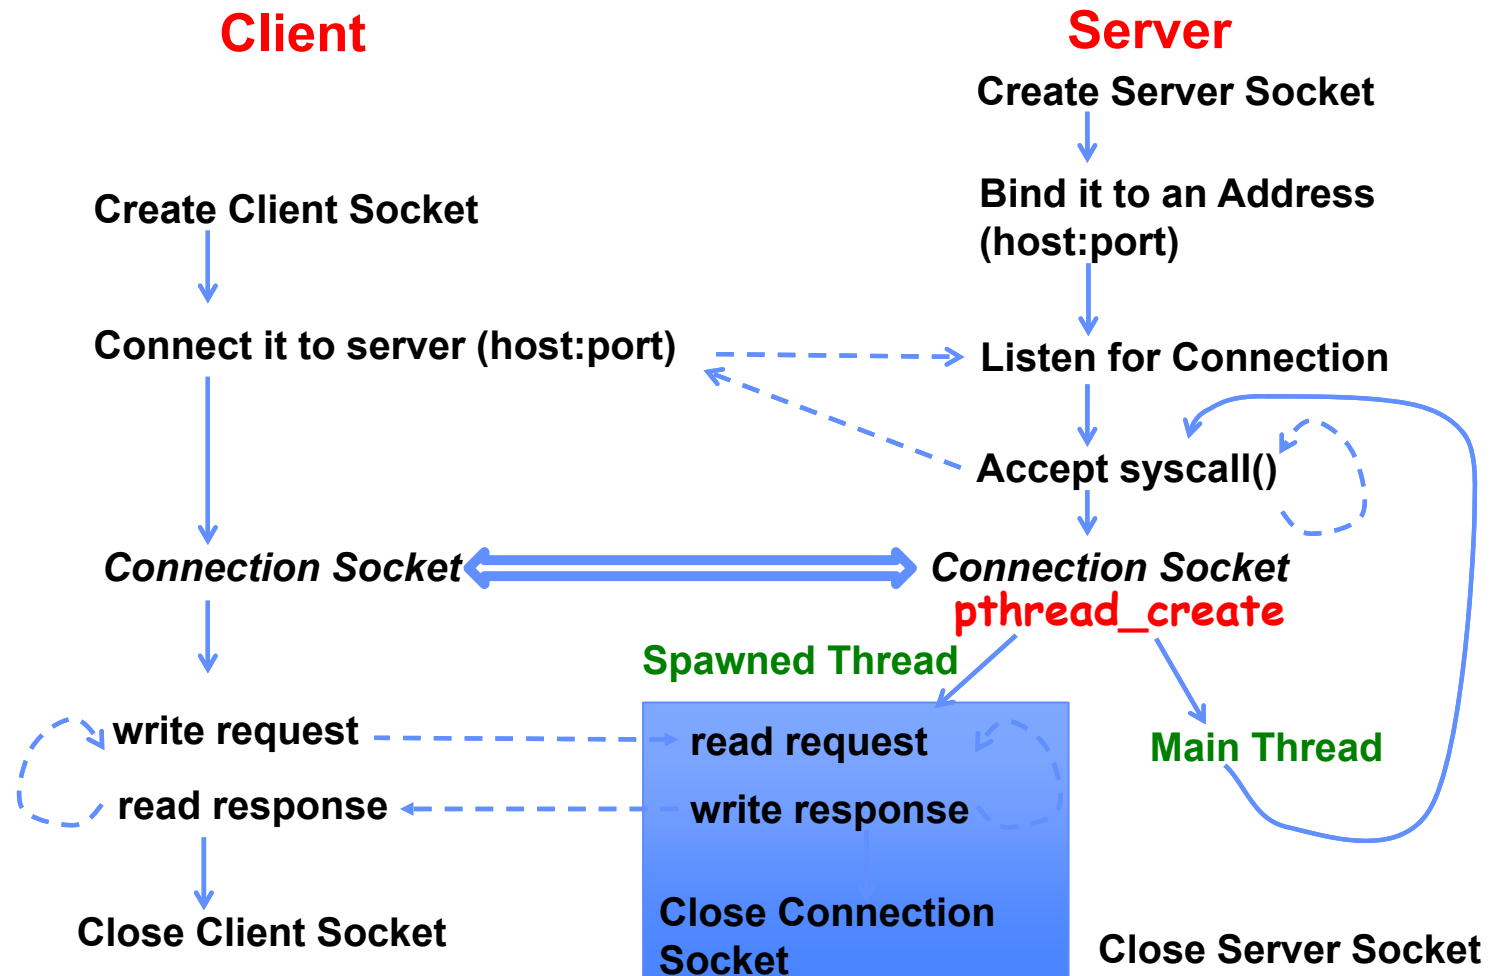 Client
Server
Create Server Socket
Create Client Socket
Bind it to an Address
(host:port)
Connect it to server (host:port)
Listen for Connection
Accept syscall()
Connection Socket
Connection Socket
pthread_create
Spawned Thread
write request
read request
Main Thread
read response
write response
Close Client Socket
Close Connection
Socket
Close Server Socket